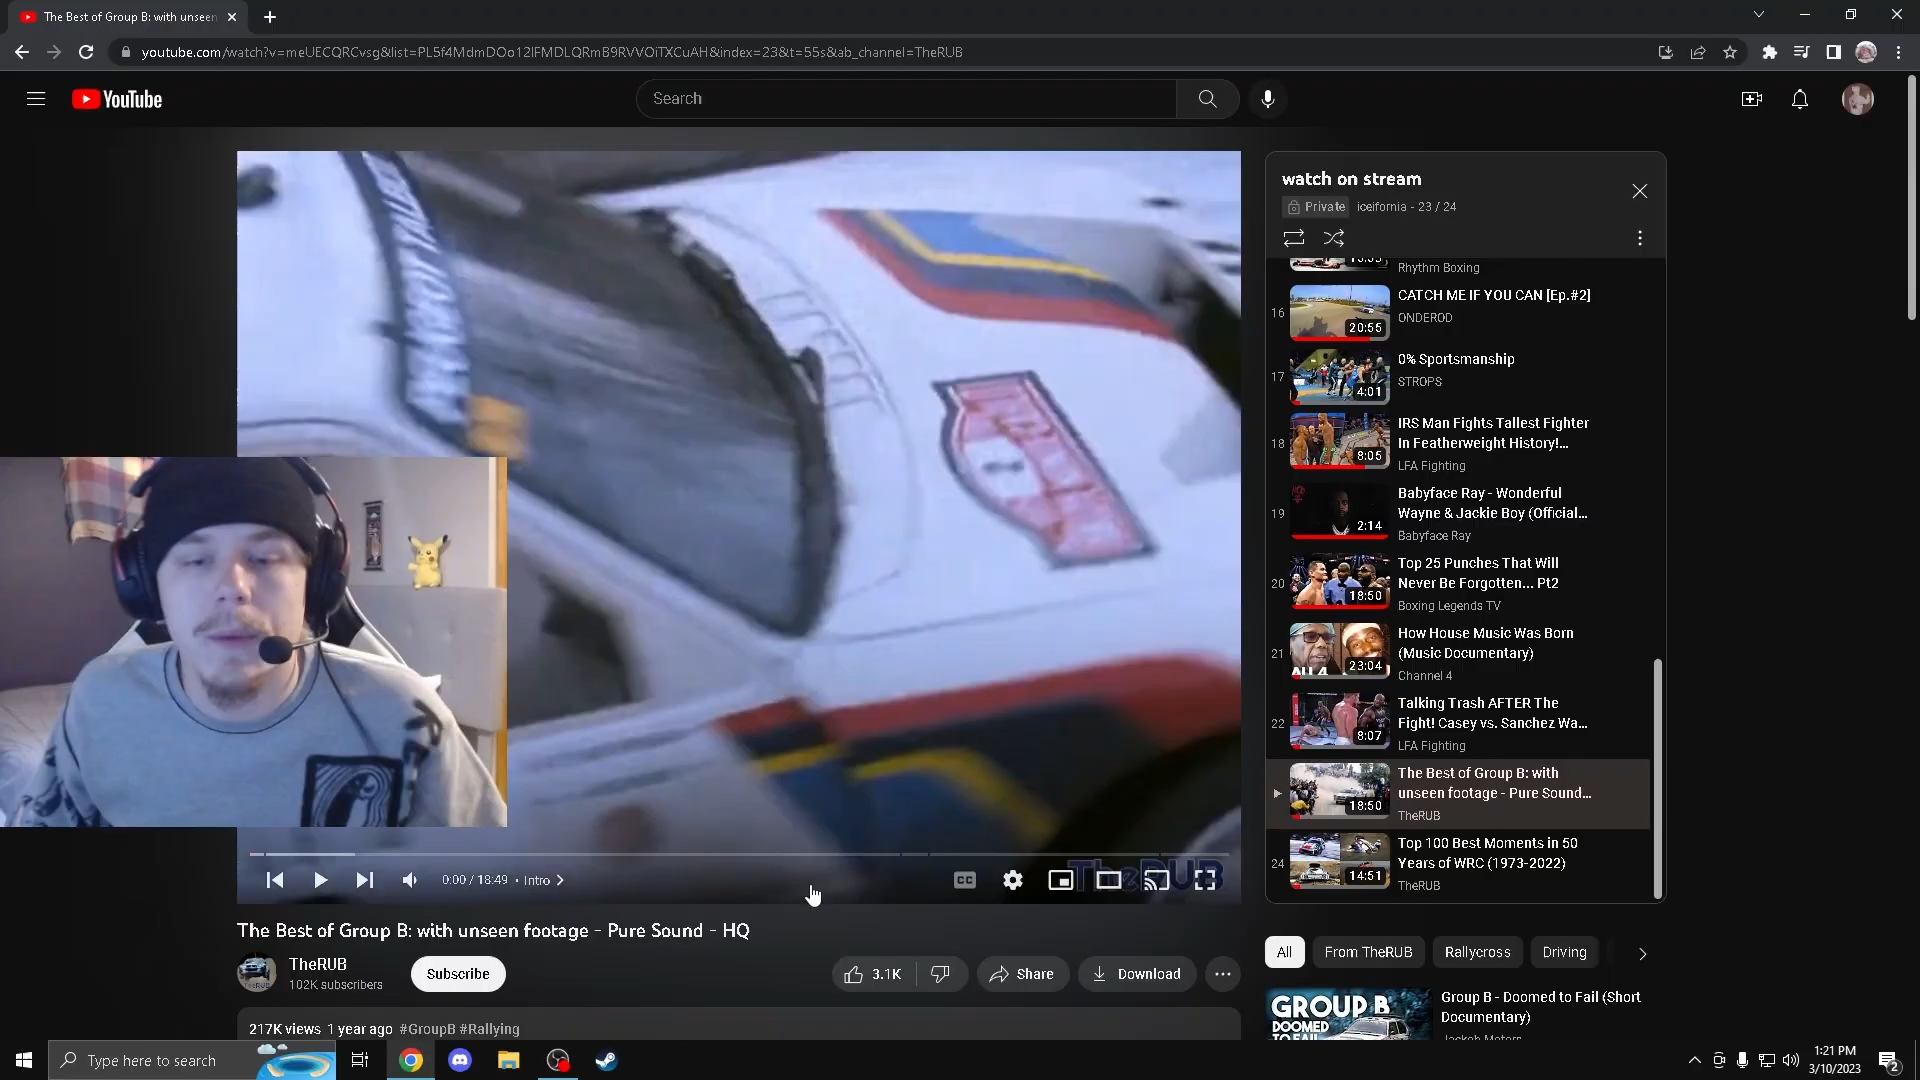 The Best of Group B: with unseen
youtube.com/watch?v=meUECQRCvsg&list=PL5f4MdmDOo12lFMDLQRmB9RVVOiTXCuAH&index=23&t=55s&ab_channel=TheRUB
YouTube
Search
watch on stream
Private iceifornia - 23 / 24
Rhythm Boxing
16
CATCH ME IF YOU CAN [Ep.#2]
ONDEROD
20:55
17
0% Sportsmanship
STROPS
4:01
18
IRS Man Fights Tallest Fighter
In Featherweight History!...
LFA Fighting
8:05
19
Babyface Ray - Wonderful
Wayne & Jackie Boy (Official...
Babyface Ray
2:14
20
Top 25 Punches That Will
Never Be Forgotten... Pt2
Boxing Legends TV
18:50
21
How House Music Was Born
(Music Documentary)
Channel 4
23:04
ALL 4
22
Talking Trash AFTER The
Fight! Casey vs. Sanchez Wa...
LFA Fighting
8:07
The Best of Group B: with
unseen footage - Pure Sound...
TheRUB
18:50
24
Top 100 Best Moments in 50
Years of WRC (1973-2022)
TheRUB
14:51
TheRUB
0:00 / 18:49 • Intro
CC
The Best of Group B: with unseen footage - Pure Sound - HQ
TheRUB
102K subscribers
Subscribe
3.1K
Share
Download
217K views 1 year ago #GroupB #Rallying
All
From TheRUB
Rallycross
Driving
GROUP B
DOOMED
TO FAIL
Group B - Doomed to Fail (Short
Documentary)
Type here to search
1:21 PM
3/10/2023
2